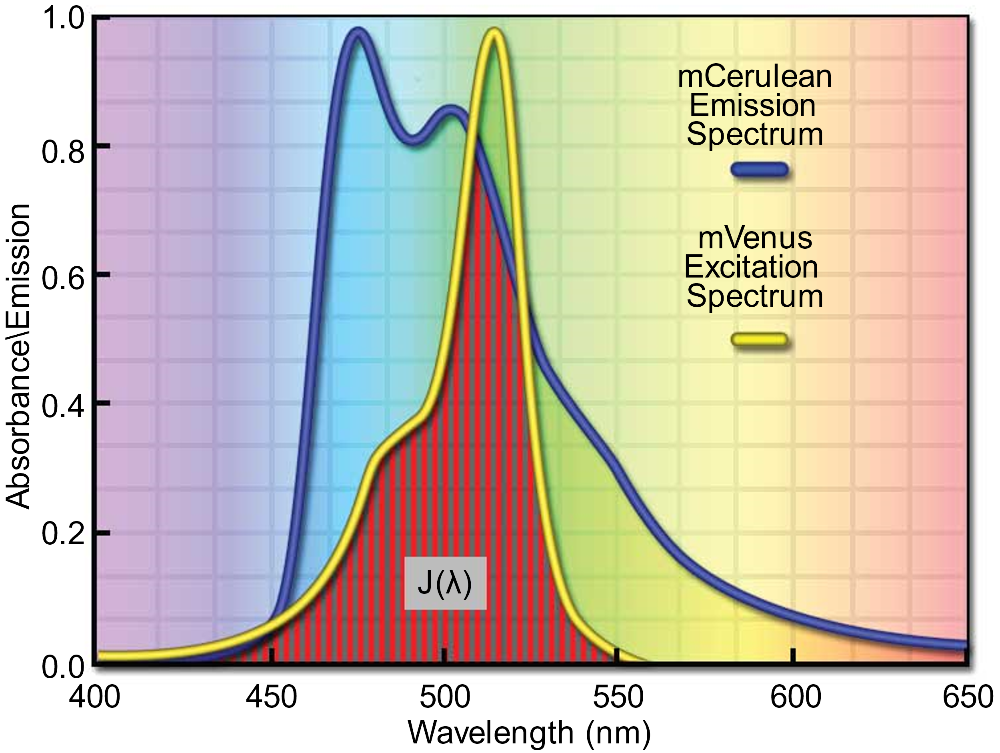 1.0
0.8
0.6
0.4
0.2
0.0
Absorbance\Emission
mCerulean
Emission
Spectrum
mVenus
Excitation
Spectrum
J(λ)
400 450 500 550 600 650
Wavelength (nm)